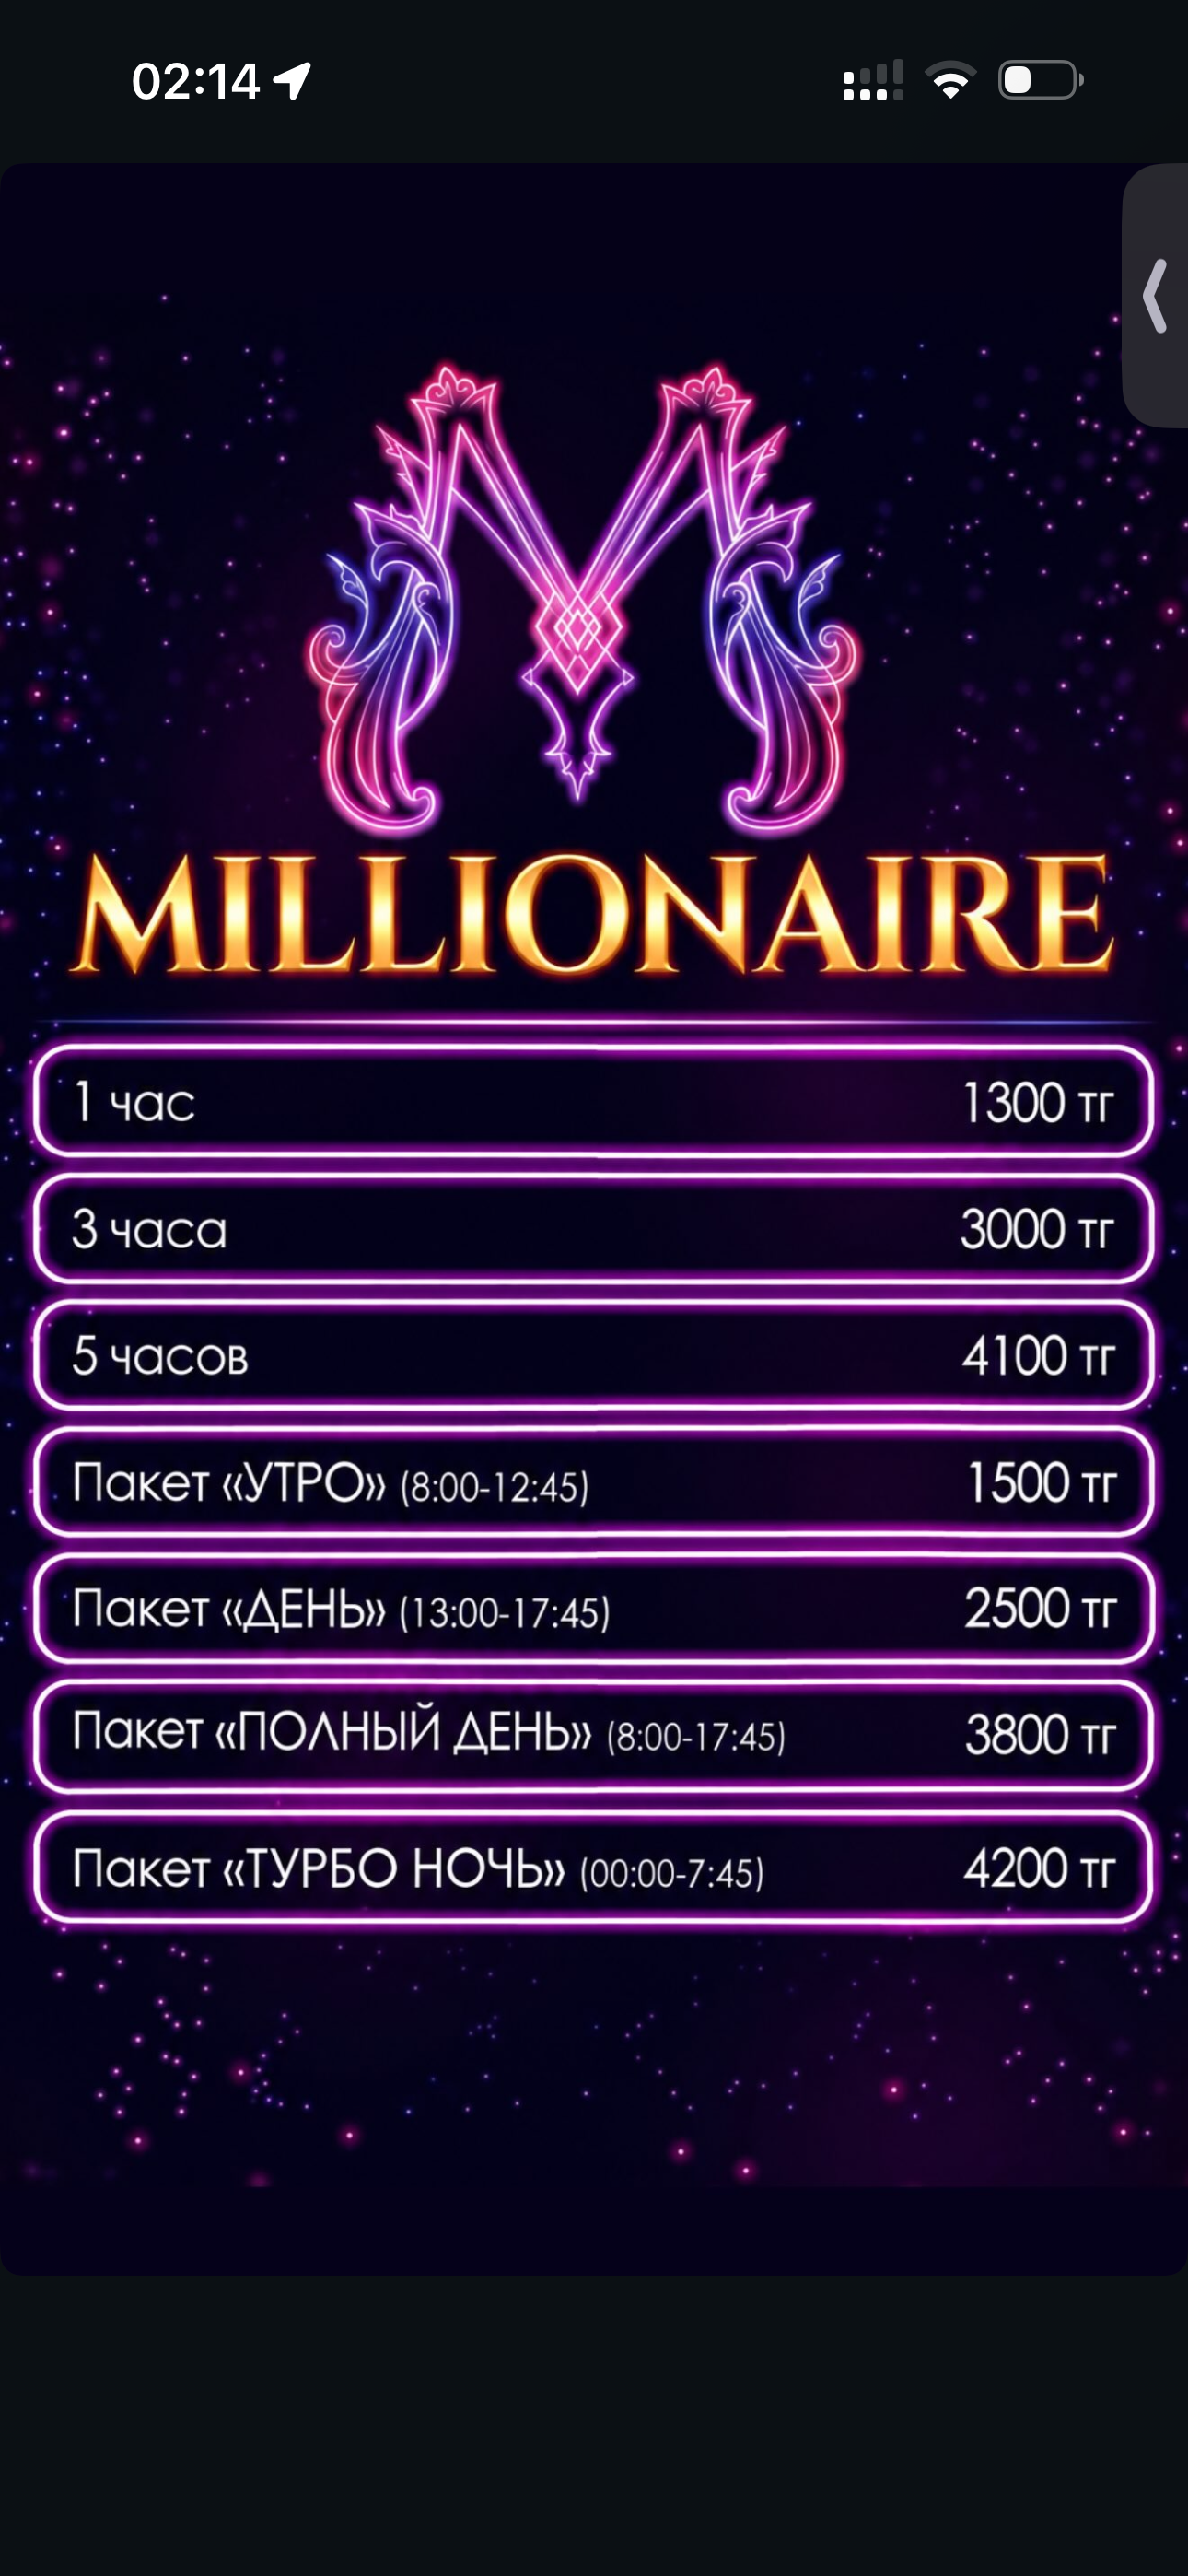 02:14
MILLIONAIRE
1 час 1300 тг
3 часа 3000 тг
5 часов 4100 тг
Пакет «УТРО» (8:00-12:45) 1500 тг
Пакет «ДЕНЬ» (13:00-17:45) 2500 тг
Пакет «ПОЛНЫЙ ДЕНЬ» (8:00-17:45) 3800 тг
Пакет «ТУРБО НОЧЬ» (00:00-7:45) 4200 тг